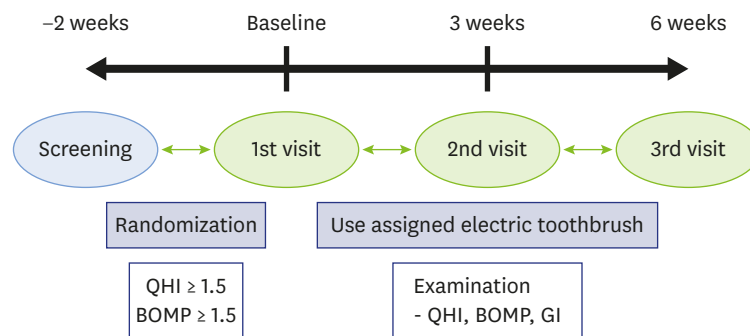 −2 weeks
Baseline
3 weeks
6 weeks
Screening
1st visit
2nd visit
3rd visit
Randomization
Use assigned electric toothbrush
QHI ≥ 1.5
BOMP ≥ 1.5
Examination
- QHI, BOMP, GI